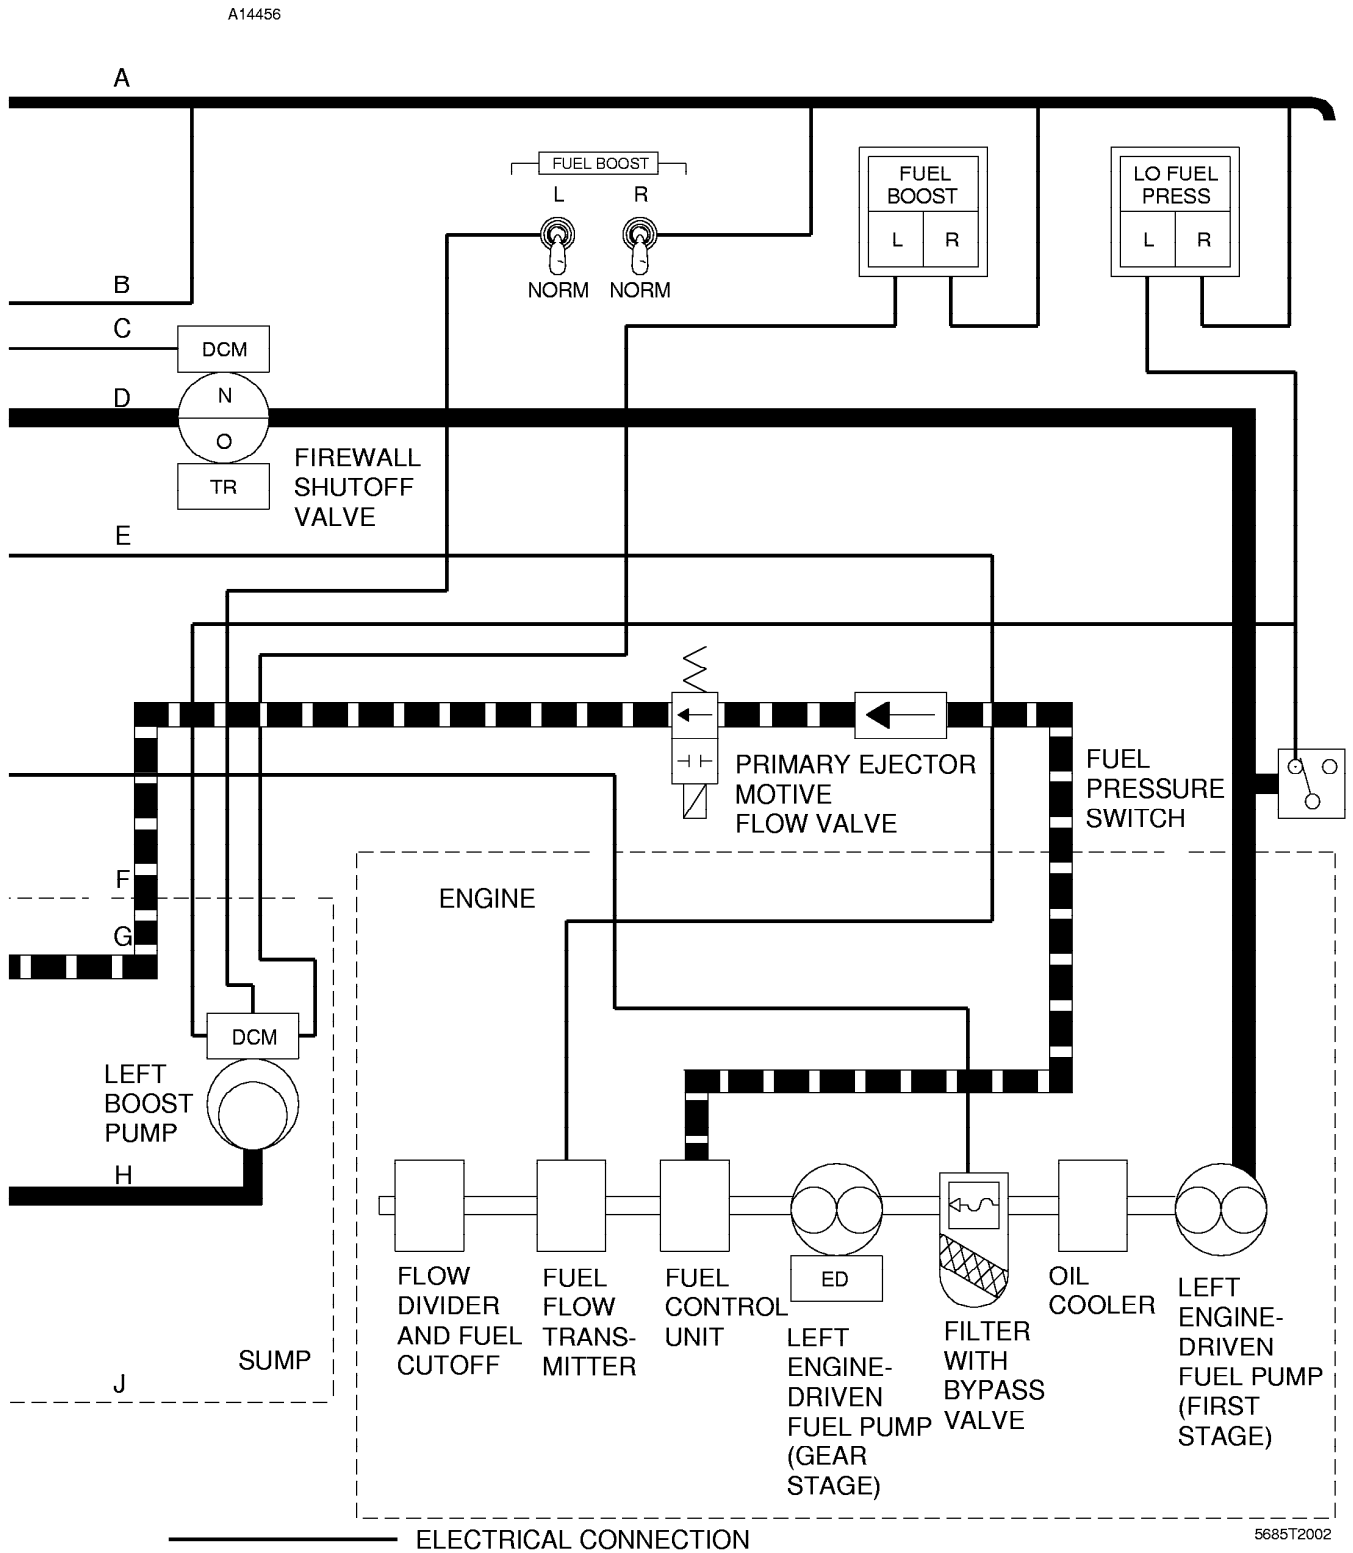 A14456
A
FUEL BOOST
L R
NORM NORM
FUEL
BOOST
L R
LO FUEL
PRESS
L R
B
C
DCM
D
N
O
TR
FIREWALL
SHUTOFF
VALVE
E
PRIMARY EJECTOR
MOTIVE
FLOW VALVE
FUEL
PRESSURE
SWITCH
F
ENGINE
G
DCM
LEFT
BOOST
PUMP
H
SUMP
J
FLOW
DIVIDER
AND FUEL
CUTOFF
FUEL
FLOW
TRANS-
MITTER
FUEL
CONTROL
UNIT
ED
LEFT
ENGINE-
DRIVEN
FUEL PUMP
(GEAR
STAGE)
FILTER
WITH
BYPASS
VALVE
OIL
COOLER
LEFT
ENGINE-
DRIVEN
FUEL PUMP
(FIRST
STAGE)
ELECTRICAL CONNECTION
5685T2002